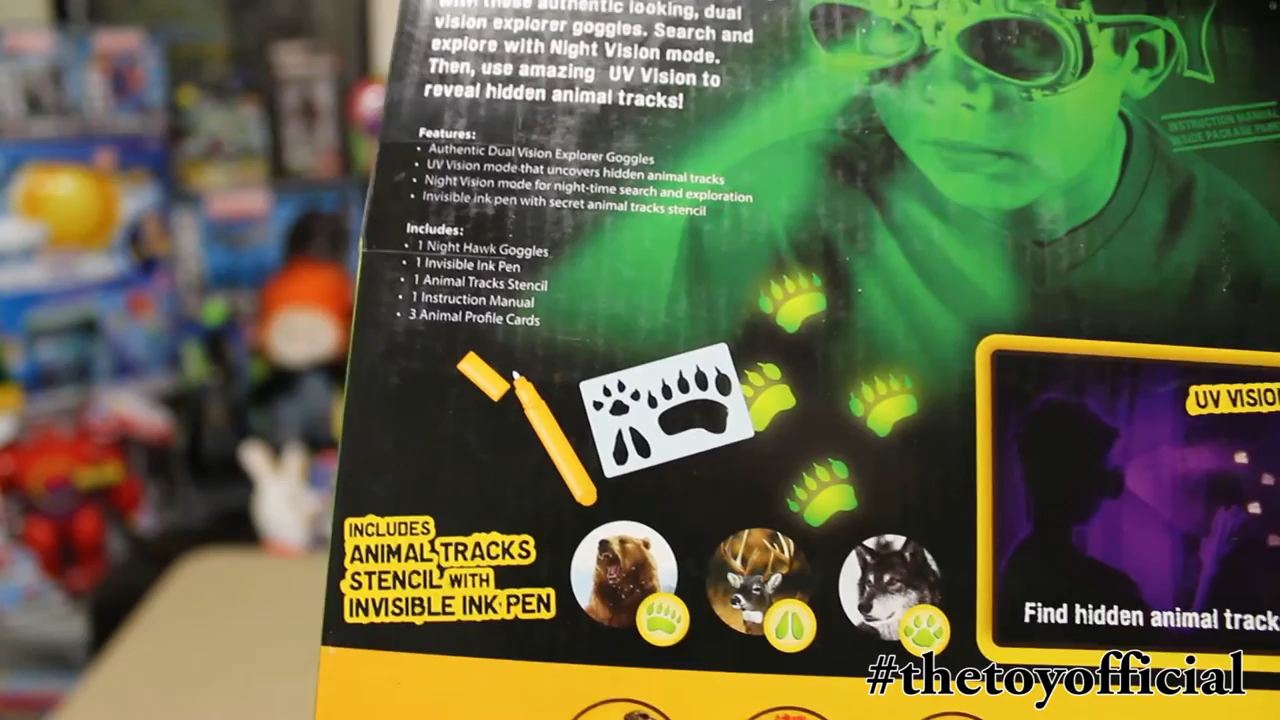 with these authentic looking, dual
vision explorer goggles. Search and
explore with Night Vision mode.
Then, use amazing UV Vision to
reveal hidden animal tracks!
INSTRUCTION MANUAL
INSIDE PACKAGE
Features:
• Authentic Dual Vision Explorer Goggles
• UV Vision mode that uncovers hidden animal tracks
• Night Vision mode for night-time search and exploration
• Invisible ink pen with secret animal tracks stencil
Includes:
• 1 Night Hawk Goggles
• 1 Invisible Ink Pen
• 1 Animal Tracks Stencil
• 1 Instruction Manual
• 3 Animal Profile Cards
UV VISIO
INCLUDES
ANIMAL TRACKS
STENCIL WITH
INVISIBLE INK PEN
Find hidden animal track
#thetoyofficial